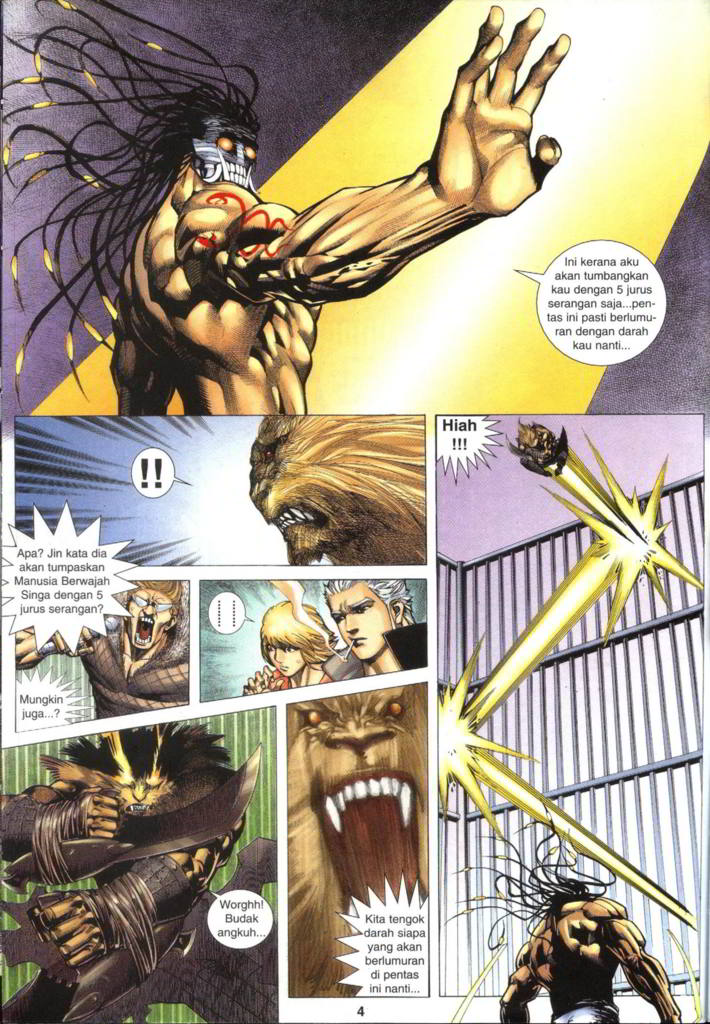 Ini kerana aku
akan tumbangkan
kau dengan 5 jurus
serangan saja...pen-
tas ini pasti berlumu-
ran dengan darah
kau nanti...
!!
Hiah
!!!
Apa? Jin kata dia
akan tumpaskan
Manusia Berwajah
Singa dengan 5
jurus serangan?
Mungkin
juga...?
Worghh!
Budak
angkuh...
Kita tengok
darah siapa
yang akan
berlumuran
di pentas
ini nanti...
4